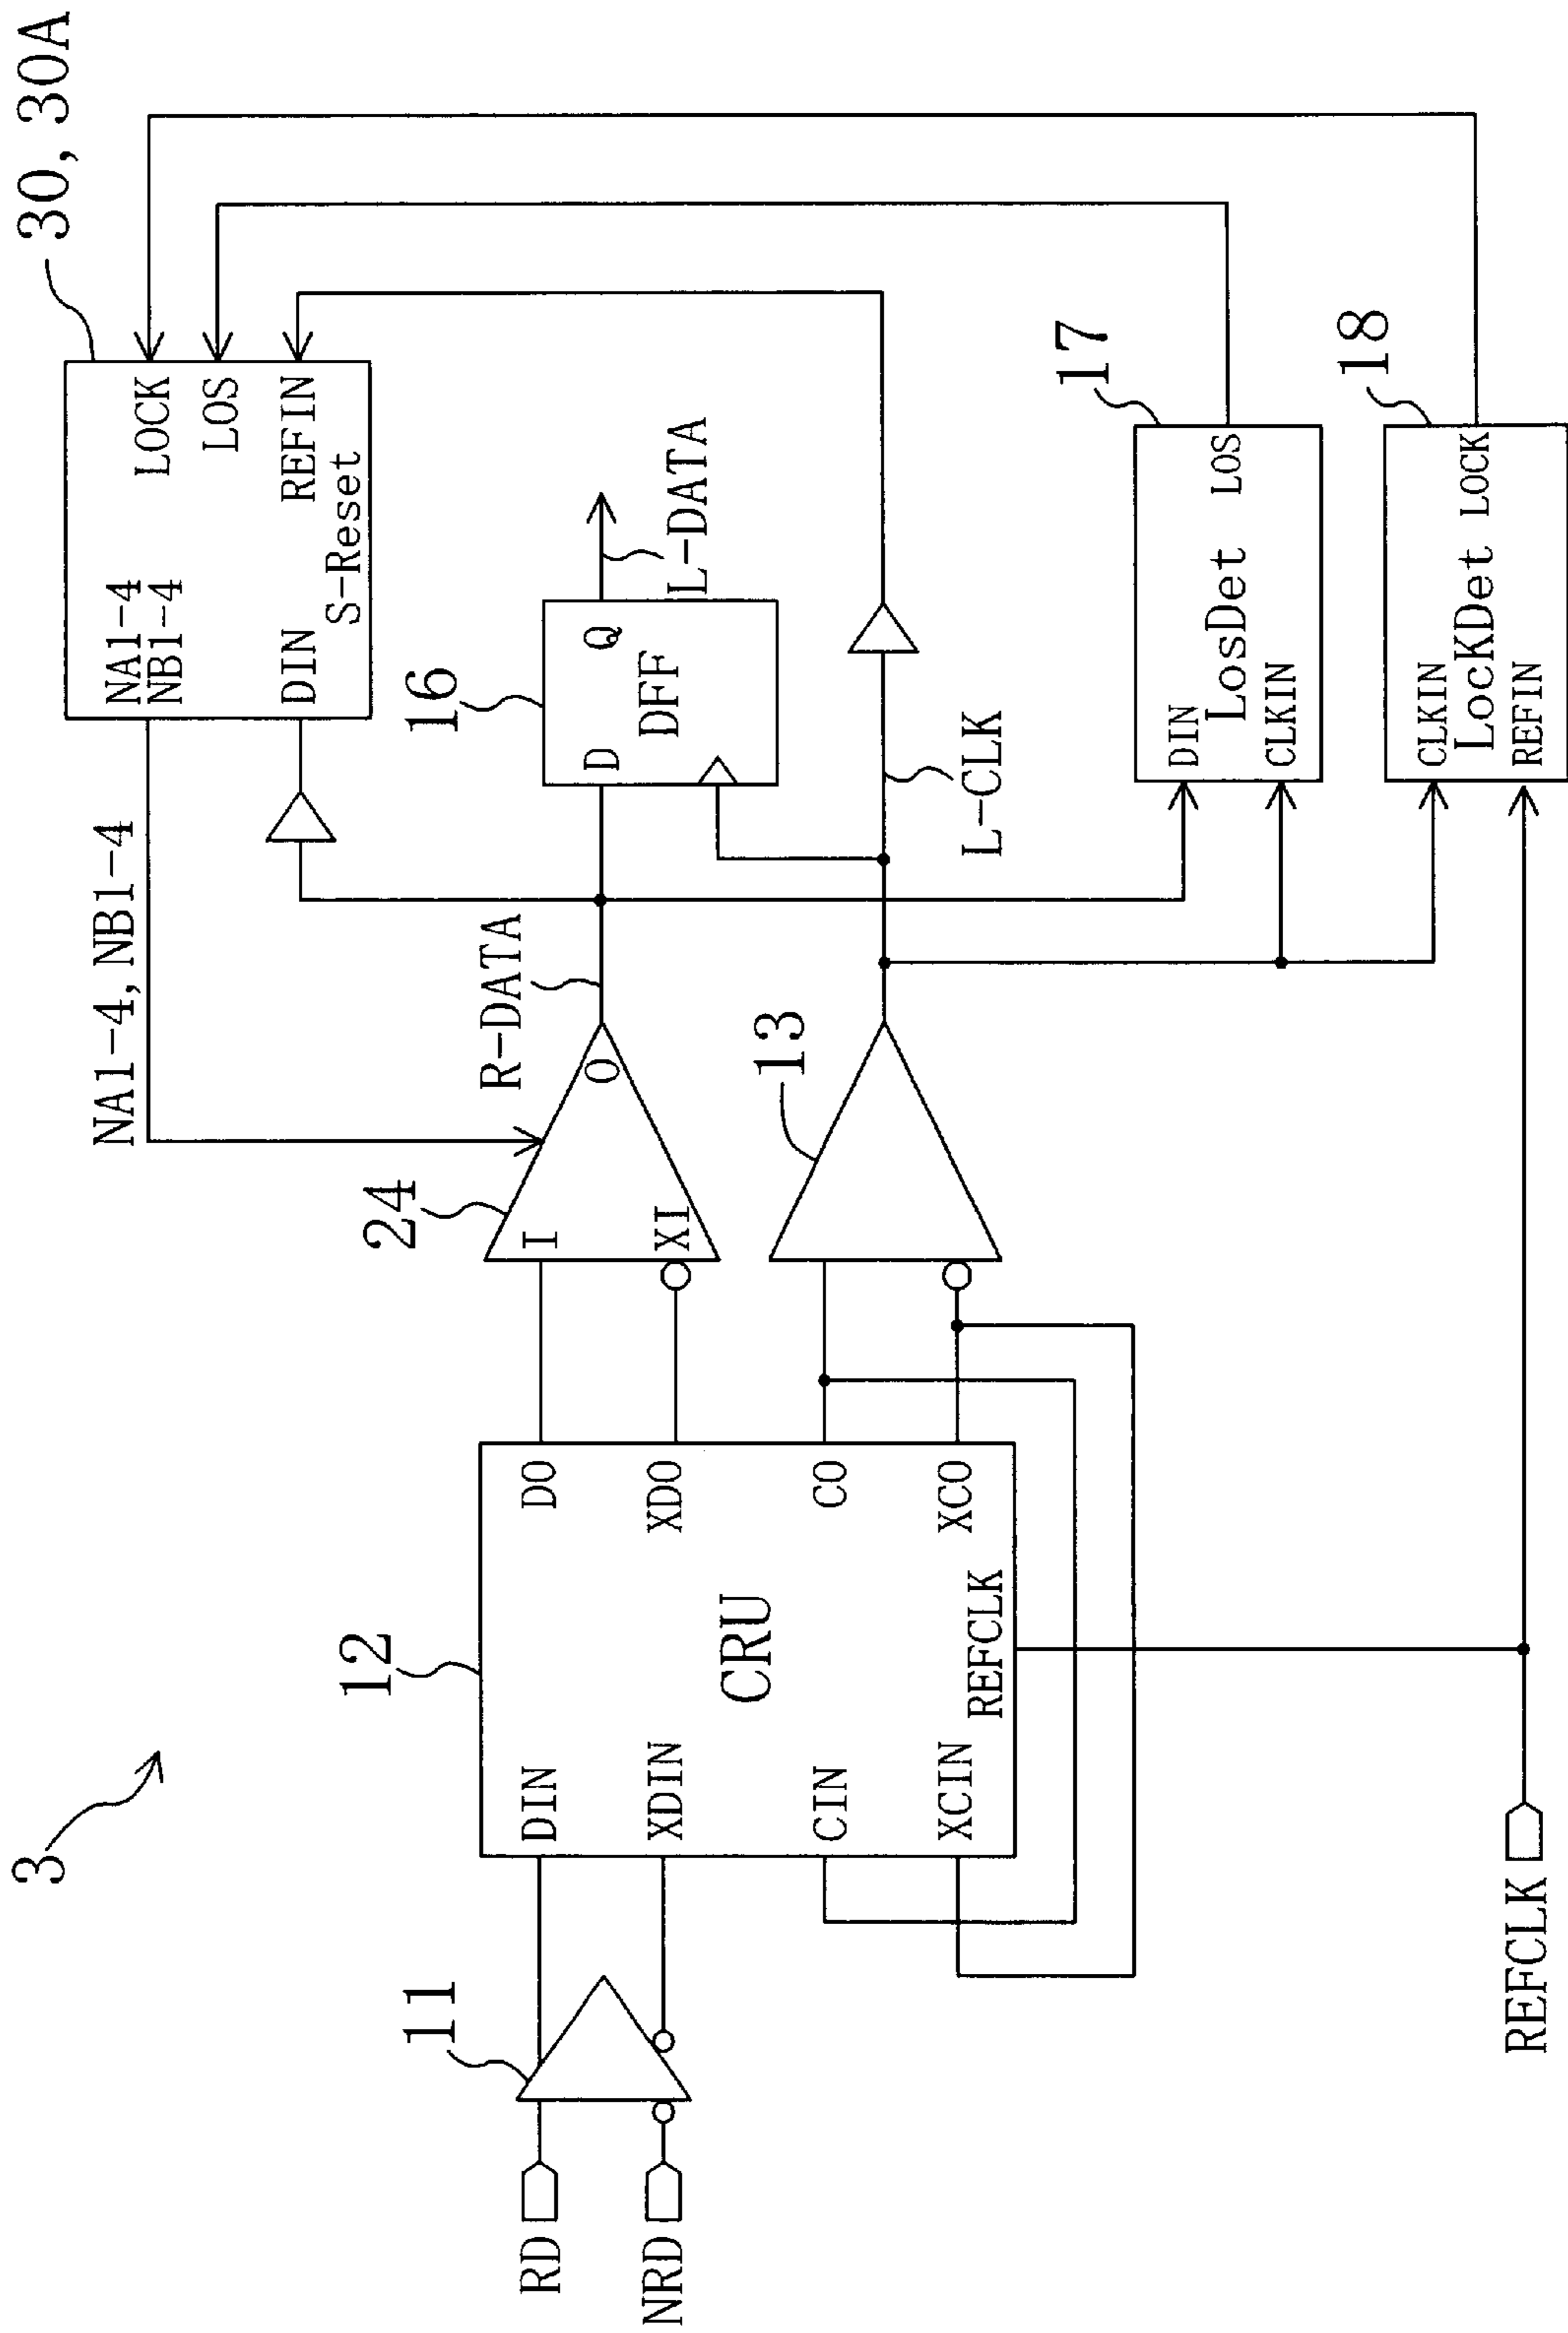 3
RD
NRD
11
12
DIN
XDIN
CIN
XCIN
CRU
REFCLK
DO
XDO
CO
XCO
REFCLK
24
I
XI
O
13
NA1-4, NB1-4
R-DATA
30, 30A
NA1-4
NB1-4
DIN
LOCK
LOS
REFIN
S-Reset
16
D
DFF
Q
L-DATA
L-CLK
17
DIN
LosDet
CLKIN
LOS
18
CLKIN
LocKDet
REFIN
LOCK